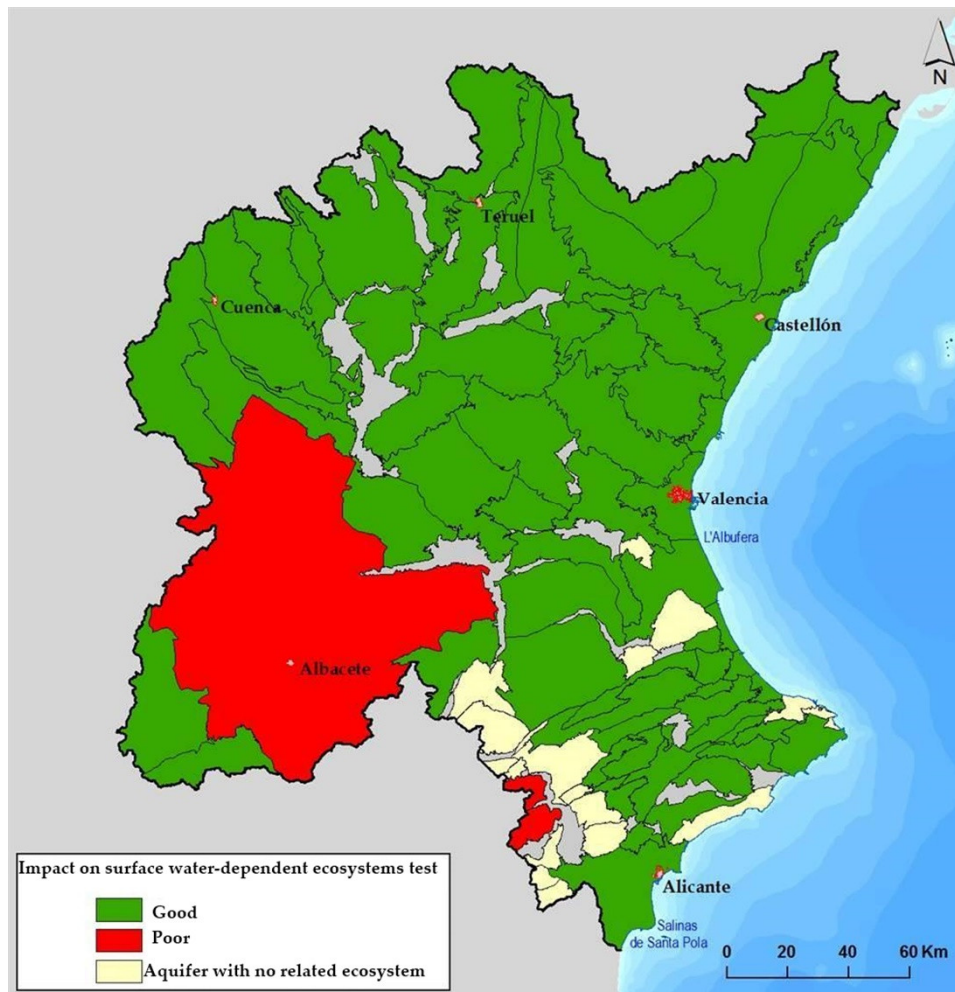 N
Teruel
Cuenca
Castellón
Valencia
L'Albufera
Albacete
Alicante
Salinas
de Santa Pola
Impact on surface water-dependent ecosystems test
Good
Poor
Aquifer with no related ecosystem
0 20 40 60 Km